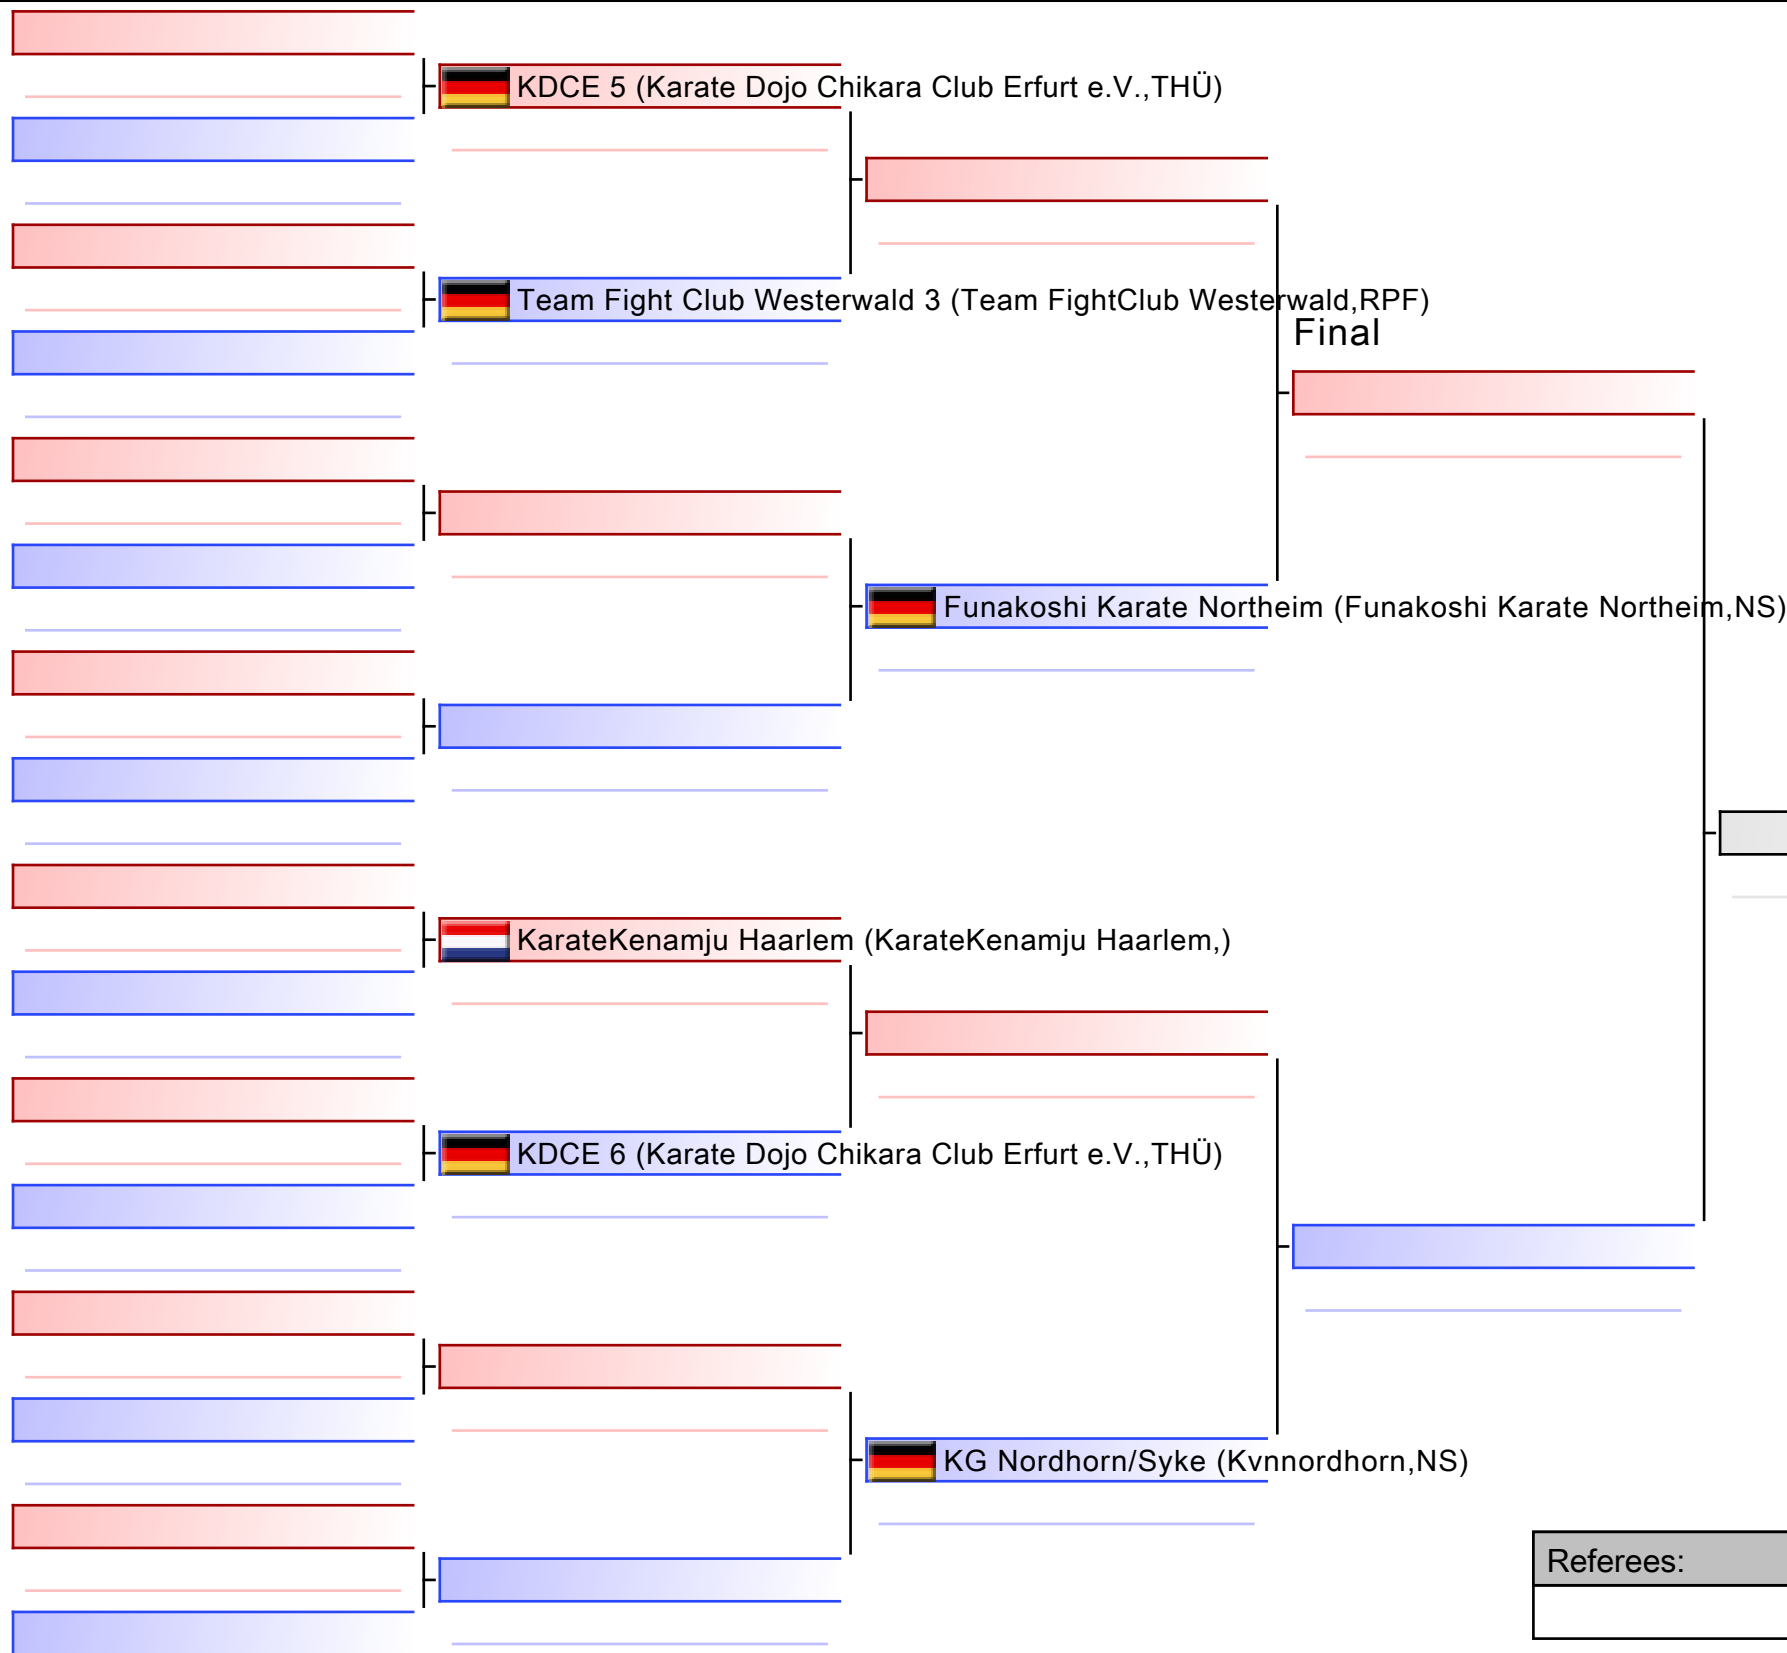 KDCE 5 (Karate Dojo Chikara Club Erfurt e.V.,THÜ)
Team Fight Club Westerwald 3 (Team FightClub Westerwald,RPF)
Final
Funakoshi Karate Northeim (Funakoshi Karate Northeim,NS)
KarateKenamju Haarlem (KarateKenamju Haarlem,)
KDCE 6 (Karate Dojo Chikara Club Erfurt e.V.,THÜ)
KG Nordhorn/Syke (Kvnnordhorn,NS)
Referees: